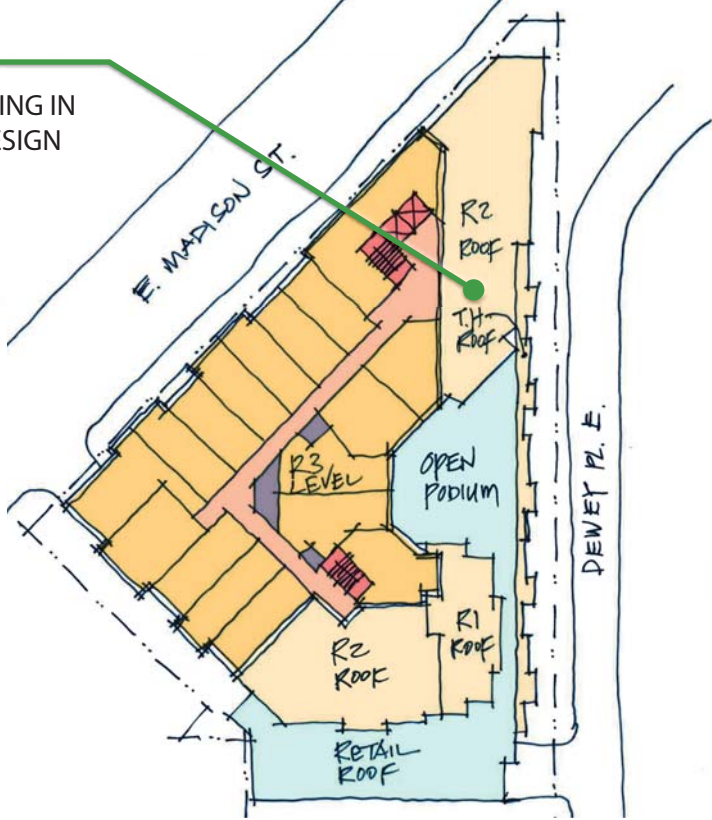 ING IN
ESIGN
E. MADISON ST.
R2
ROOF
T.H.
ROOF
R3
LEVEL
OPEN
PODIUM
DEWEY PL. E.
R1
ROOF
R2
ROOF
RETAIL
ROOF